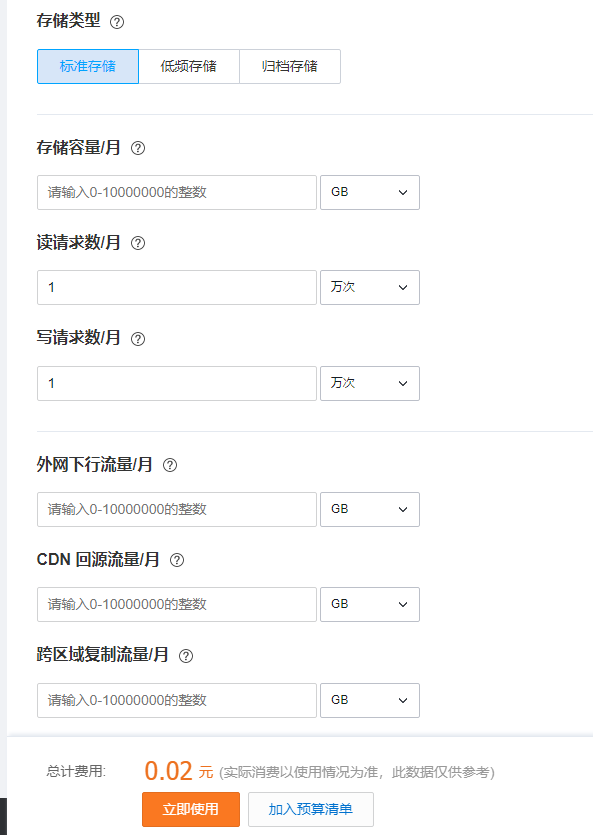 存储类型 ?
标准存储 低频存储 归档存储
存储容量/月 ?
请输入0-10000000的整数 GB
读请求数/月 ?
1 万次
写请求数/月 ?
1 万次
外网下行流量/月 ?
请输入0-10000000的整数 GB
CDN 回源流量/月 ?
请输入0-10000000的整数 GB
跨区域复制流量/月 ?
请输入0-10000000的整数 GB
总计费用: 0.02 元 (实际消费以使用情况为准，此数据仅供参考)
立即使用 加入预算清单